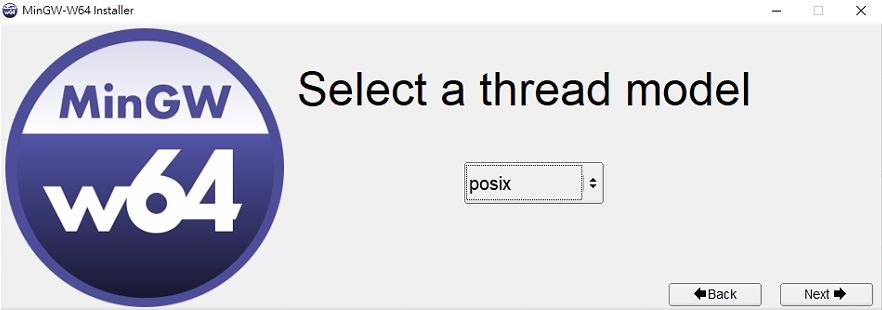 MinGW-W64 Installer
MinGW
w64
Select a thread model
posix
Back
Next